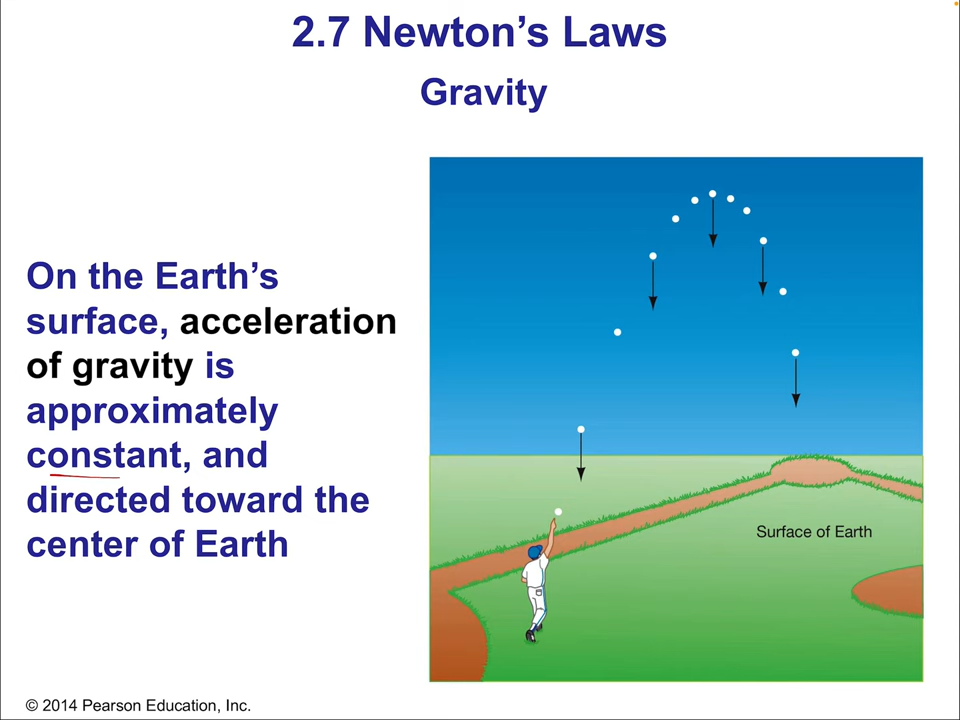 2.7 Newton’s Laws
Gravity
On the Earth’s
surface, acceleration
of gravity is
approximately
constant, and
directed toward the
center of Earth
Surface of Earth
© 2014 Pearson Education, Inc.